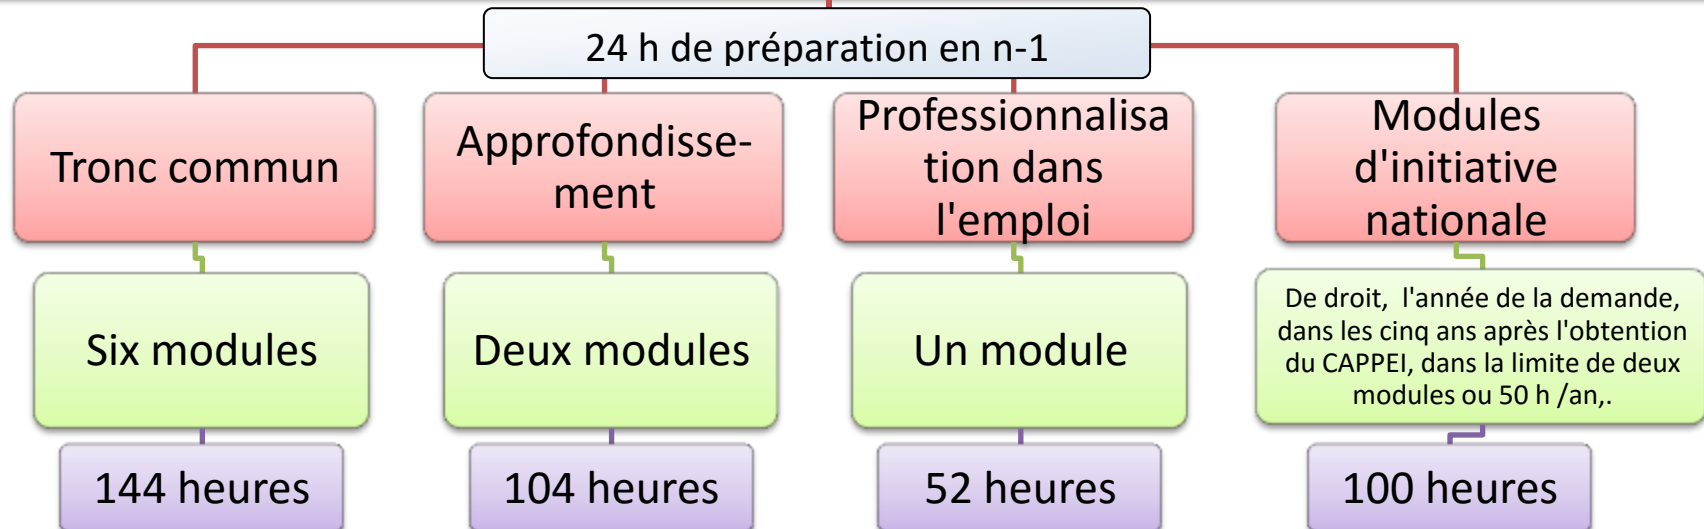 24 h de préparation en n-1
Tronc commun
Approfondisse-
ment
Professionnalisa
tion dans
l'emploi
Modules
d'initiative
nationale
Six modules
Deux modules
Un module
De droit, l'année de la demande,
dans les cinq ans après l'obtention
du CAPPEI, dans la limite de deux
modules ou 50 h /an,.
144 heures
104 heures
52 heures
100 heures